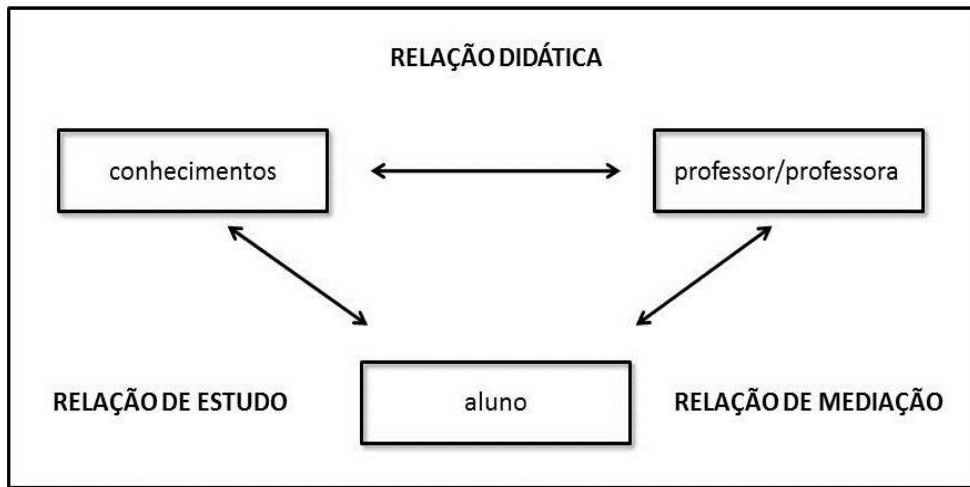 RELAÇÃO DIDÁTICA
conhecimentos
professor/professora
RELAÇÃO DE ESTUDO
aluno
RELAÇÃO DE MEDIAÇÃO